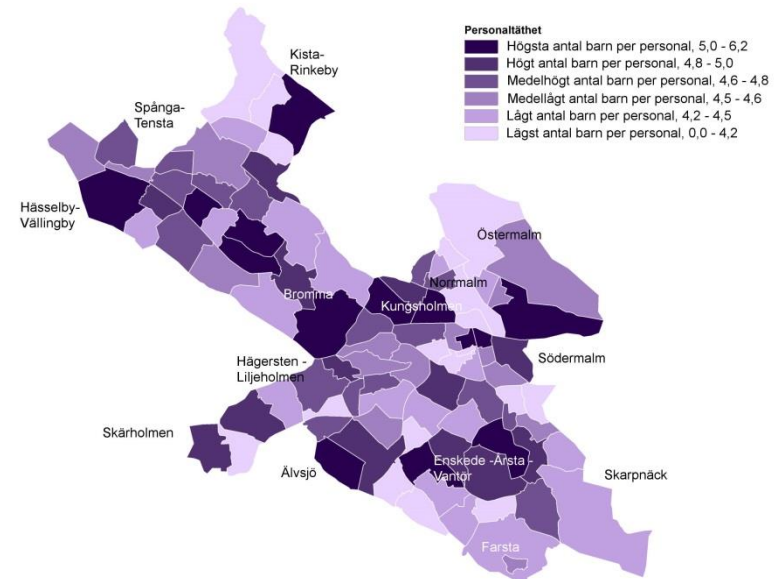 Personaltäthet
Högsta antal barn per personal, 5,0 - 6,2
Högt antal barn per personal, 4,8 - 5,0
Medelhögt antal barn per personal, 4,6 - 4,8
Medellågt antal barn per personal, 4,5 - 4,6
Lågt antal barn per personal, 4,2 - 4,5
Lägst antal barn per personal, 0,0 - 4,2
Kista-
Rinkeby
Spånga-
Tensta
Hässelby-
Vällingby
Östermalm
Norrmalm
Bromma
Kungsholmen
Södermalm
Hägersten -
Liljeholmen
Skärholmen
Älvsjö
Enskede -Årsta -
Vantör
Skarpnäck
Farsta